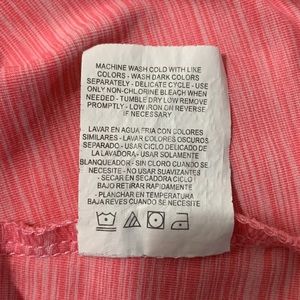 MACHINE WASH COLD WITH LIKE
COLORS - WASH DARK COLORS
SEPARATELY - DELICATE CYCLE - USE
ONLY NON-CHLORINE BLEACH WHEN
NEEDED - TUMBLE DRY LOW REMOVE
PROMPTLY - LOW IRON ON REVERSE
IF NECESSARY
LAVAR EN AGUA FRIA CON COLORES
SIMILARES - LAVAR COLORES OSCUROS
SEPARADO - USAR CICLO DELICADO DE
LA LAVADORA - USAR SOLAMENTE
BLANQUEADOR - SIN CLORO CUANDO SE
NECESITE - NO USAR SUAVIZANTES
- SECAR EN SECADORA CICLO
BAJO RETIRAR RAPIDAMENTE
- PLANCHAR EN TEMPERATURA
BAJA REVES CUANDO SE NECESITE